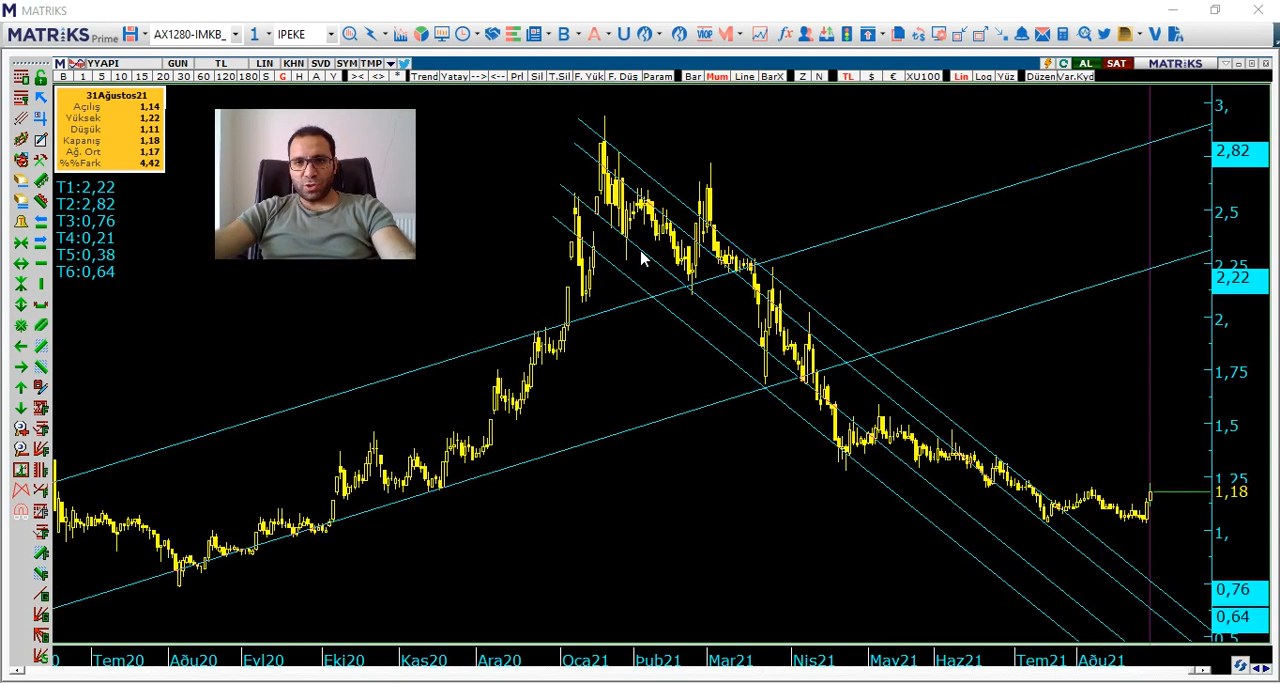 MATRIKS
MATRIKS Prime AX1280-IMKB_ 1 IPEKE B A U VIOP M fx D V
M YYAPI GUN TL LIN KHN SVD SYM TMP AL SAT MATRIKS
B 1 5 10 15 20 30 60 120 180 S G H A Y >< <> * Trend Yatay --> <-- Prl Sil T.Sil F. Yük F. Düş Param Bar Mum Line BarX Z N TL $ € XU100 Lin Log Yüz Düzen Var.Kyd
31Ağustos21
Açılış 1,14
Yüksek 1,22
Düşük 1,11
Kapanış 1,18
Ağ. Ort 1,17
%%Fark 4,42
T1:2,22
T2:2,82
T3:0,76
T4:0,21
T5:0,38
T6:0,64
3,
2,82
2,5
2,25
2,22
2,
1,75
1,5
1,25
1,18
1,
0,76
0,64
0,5
0 Tem20 Aðu20 Eyl20 Eki20 Kas20 Ara20 Oca21 Þub21 Mar21 Nis21 May21 Haz21 Tem21 Aðu21